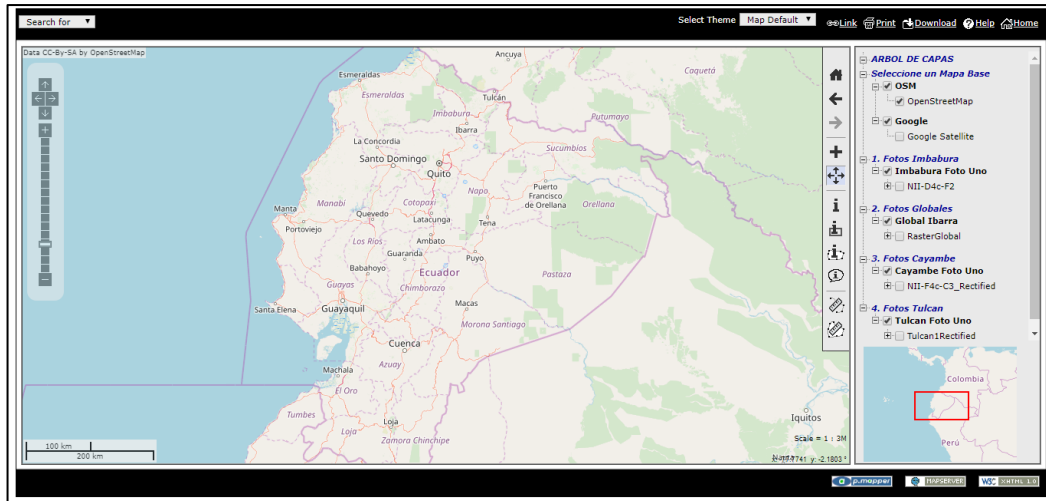 Search for
Select Theme Map Default Link Print Download Help Home
Data CC-By-SA by OpenStreetMap
Ancuya
Esmeraldas
Caquetá
Tulcán
Esmeraldas
Imbabura
Putumayo
Ibarra
La Concordia
Sucumbíos
Santo Domingo
Quito
Napo
Puerto
Francisco
de Orellana
Orellana
Manta
Manabí
Cotopaxi
Quevedo
Latacunga
Tena
Portoviejo
Los Ríos
Ambato
Guaranda
Puyo
Babahoyo
Ecuador
Pastaza
Guayas
Chimborazo
Santa Elena
Guayaquil
Macas
Morona Santiago
Cuenca
Machala
Azuay
El Oro
Tumbes
Loja
Loja
Zamora Chinchipe
Iquitos
Scale = 1 : 3M
y: -2.1803 °
100 km
200 km
ARBOL DE CAPAS
Seleccione un Mapa Base
OSM
OpenStreetMap
Google
Google Satellite
1. Fotos Imbabura
Imbabura Foto Uno
NII-D4c-F2
2. Fotos Globales
Global Ibarra
RasterGlobal
3. Fotos Cayambe
Cayambe Foto Uno
NII-F4c-C3_Rectified
4. Fotos Tulcan
Tulcan Foto Uno
Tulcan1Rectified
Colombia
Perú
p.mapper MAPSERVER W3C XHTML 1.0